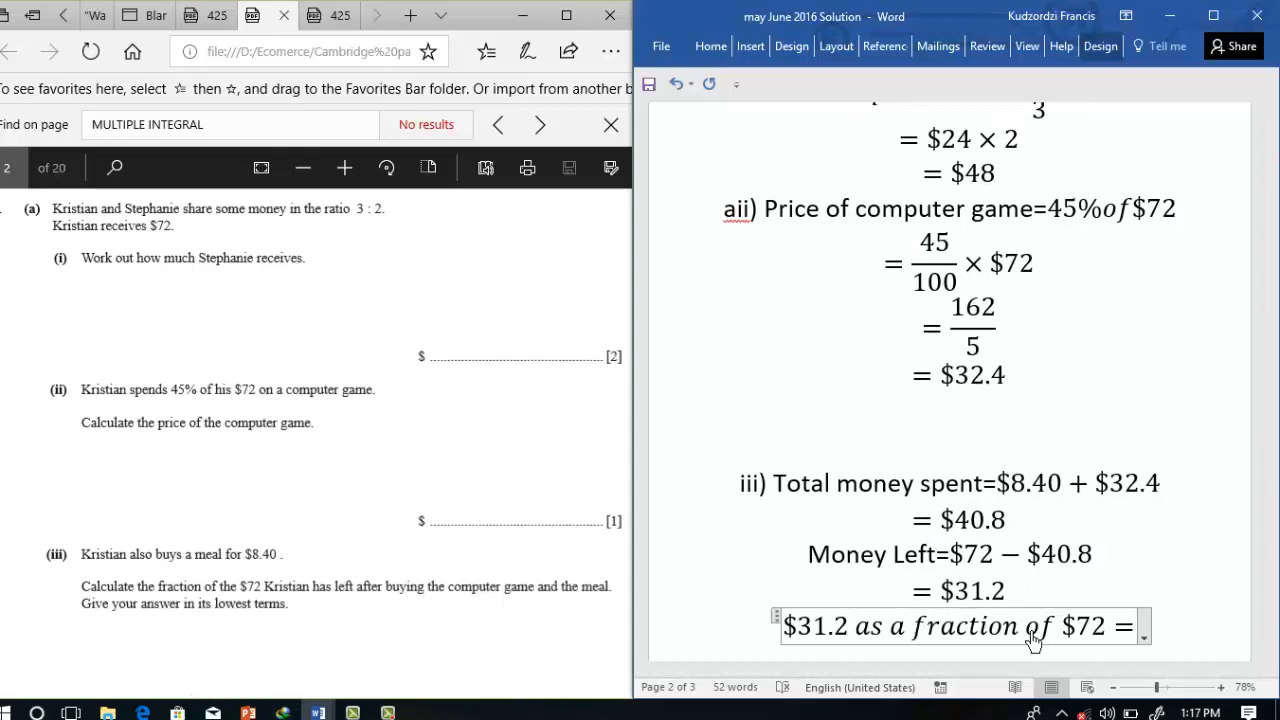 "Wa
Blar
425
425
file:///D:/Ecomerce/Cambridge%20pa
To see favorites here, select ☆ then ☆, and drag to the Favorites Bar folder. Or import from another b
Find on page
MULTIPLE INTEGRAL
No results
2
of 20
(a) Kristian and Stephanie share some money in the ratio 3 : 2.
Kristian receives $72.
(i) Work out how much Stephanie receives.
$ ................................................ [2]
(ii) Kristian spends 45% of his $72 on a computer game.
Calculate the price of the computer game.
$ ................................................ [1]
(iii) Kristian also buys a meal for $8.40 .
Calculate the fraction of the $72 Kristian has left after buying the computer game and the meal.
Give your answer in its lowest terms.
may June 2016 Solution - Word
Kudzordzi Francis
File Home Insert Design Layout Referenc Mailings Review View Help Design Tell me Share
3
= $24 × 2
= $48
aii) Price of computer game=45%of$72
= 45/100 × $72
= 162/5
= $32.4
iii) Total money spent=$8.40 + $32.4
= $40.8
Money Left=$72 − $40.8
= $31.2
$31.2 as a fraction of $72 =
Page 2 of 3 52 words English (United States) 78%
1:17 PM